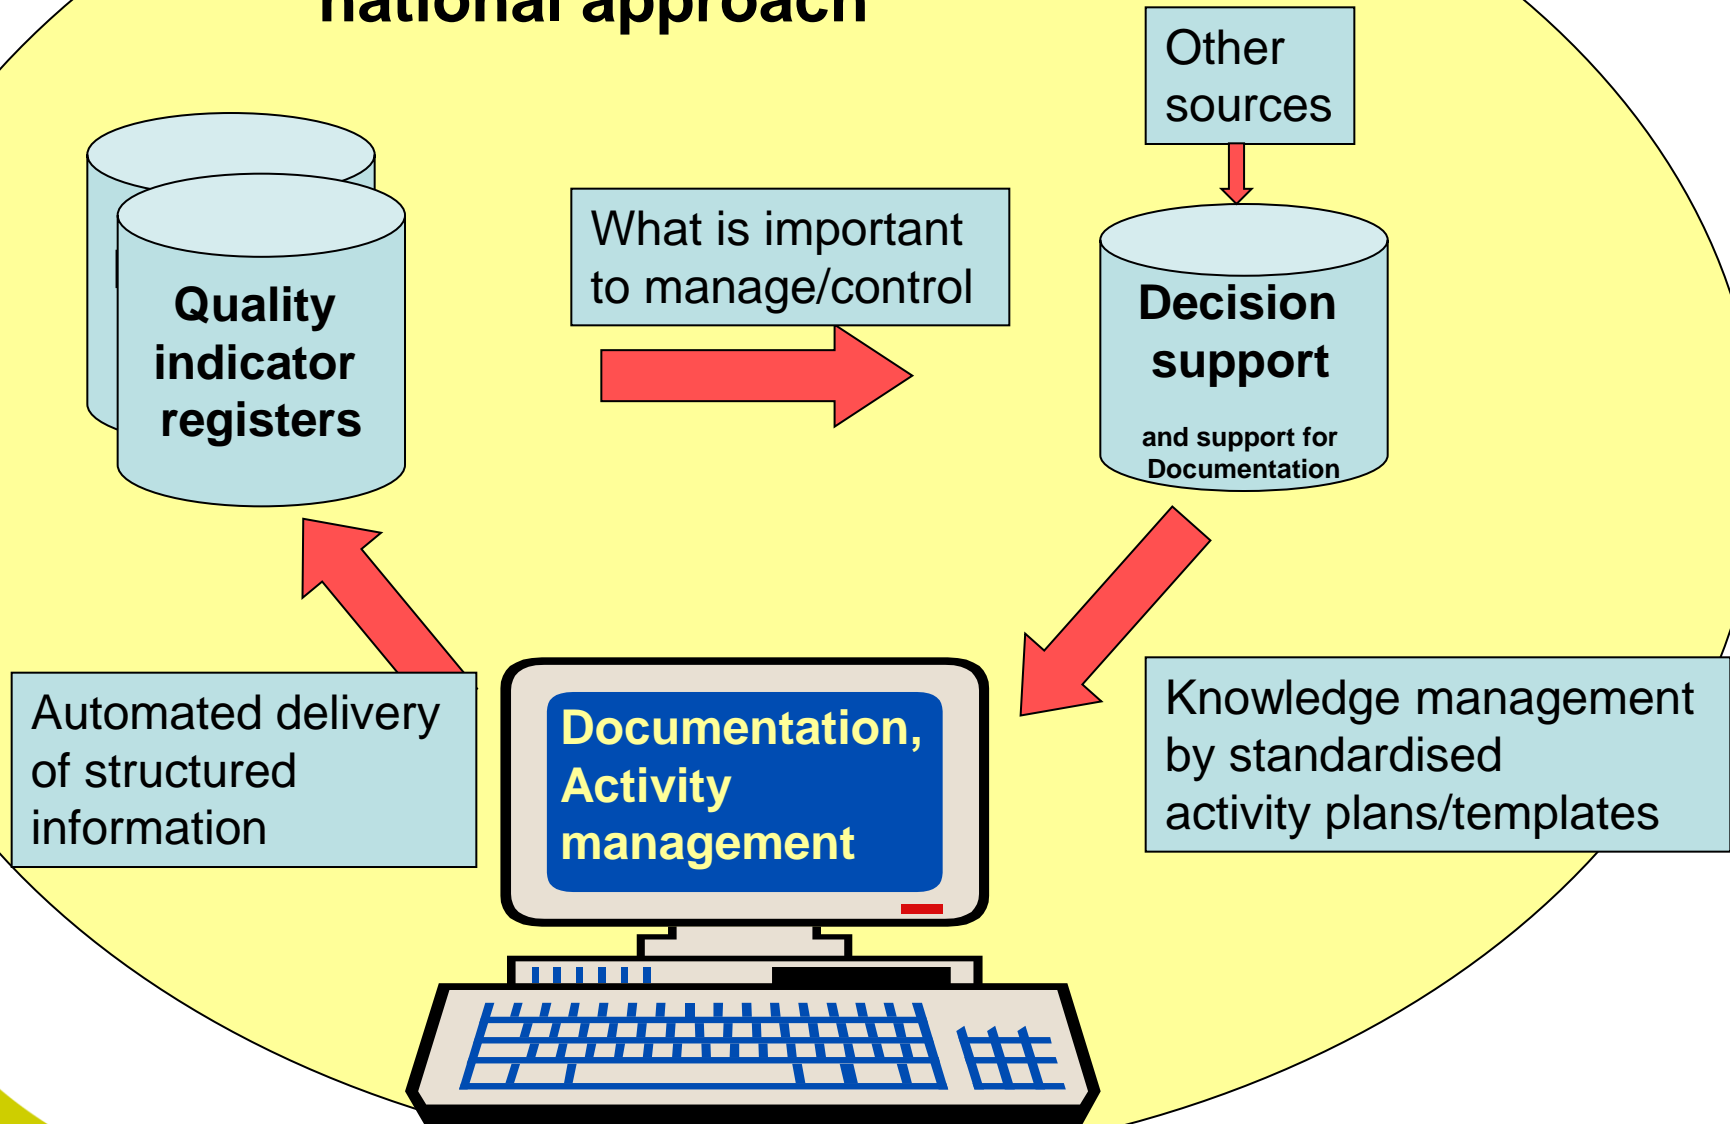 national approach
Other
sources
What is important
to manage/control
Quality
indicator
registers
Decision
support
and support for
Documentation
Automated delivery
of structured
information
Documentation,
Activity
management
Knowledge management
by standardised
activity plans/templates